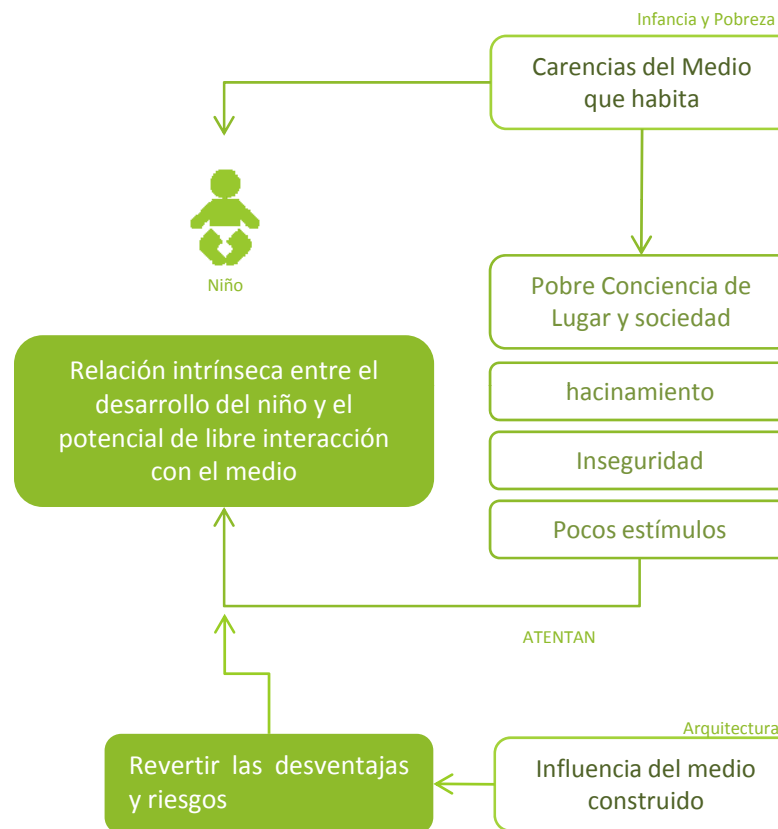 Infancia y Pobreza
Carencias del Medio
que habita
Niño
Pobre Conciencia de
Lugar y sociedad
Relación intrínseca entre el
desarrollo del niño y el
potencial de libre interacción
con el medio
hacinamiento
Inseguridad
Pocos estímulos
ATENTAN
Arquitectura
Revertir las desventajas
y riesgos
Influencia del medio
construido